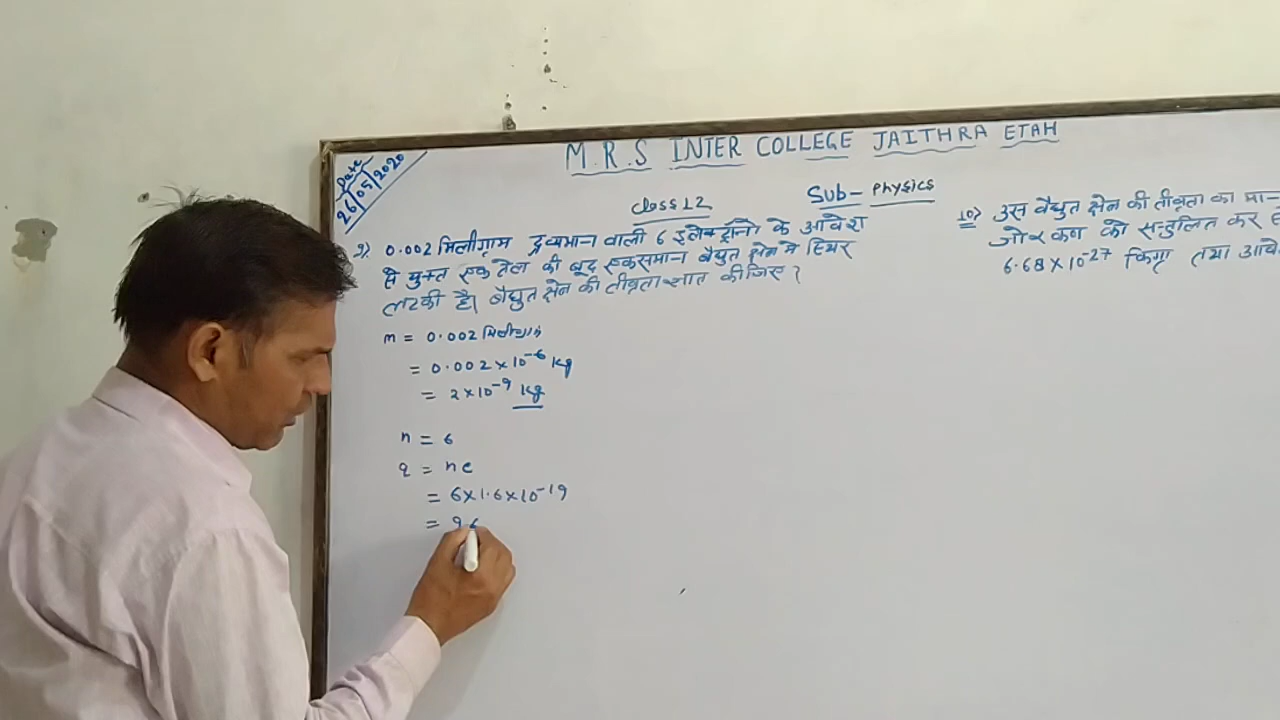 Date
26/05/2020
M.R.S INTER COLLEGE JAITHRA ETAH
Class 12
Sub- Physics
9) 0.002 मिलीग्राम द्रव्यमान वाली 6 इलेक्ट्रॉनो के आवेश
से युक्त एक तेल की बूद एकसमान वैद्युत क्षेत्र मे स्थिर
लटकी है। वैद्युत क्षेत्र की तीव्रता ज्ञात कीजिए?
m = 0.002 मिलीग्राम
= 0.002 × 10⁻⁶ kg
= 2×10⁻⁹ kg
n = 6
q = ne
= 6×1.6×10⁻¹⁹
= 96
10) उस वैद्युत क्षेत्र की तीव्रता का मा
जो α कण को सन्तुलित कर
6.68 × 10⁻²⁷ किग्रा तथा आवे